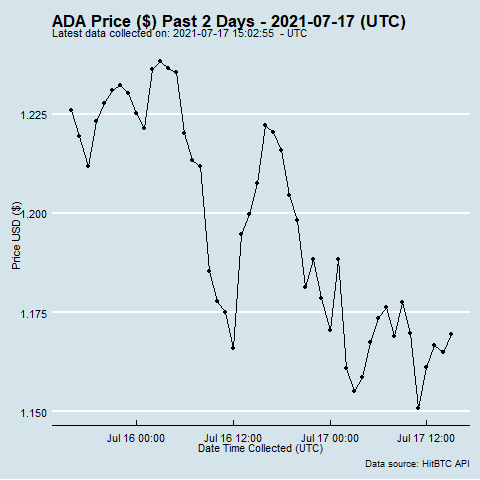 ADA Price ($) Past 2 Days - 2021-07-17 (UTC)
Latest data collected on: 2021-07-17 15:02:55 - UTC
1.225
1.200
1.175
1.150
Price USD ($)
Jul 16 00:00 Jul 16 12:00 Jul 17 00:00 Jul 17 12:00
Date Time Collected (UTC)
Data source: HitBTC API